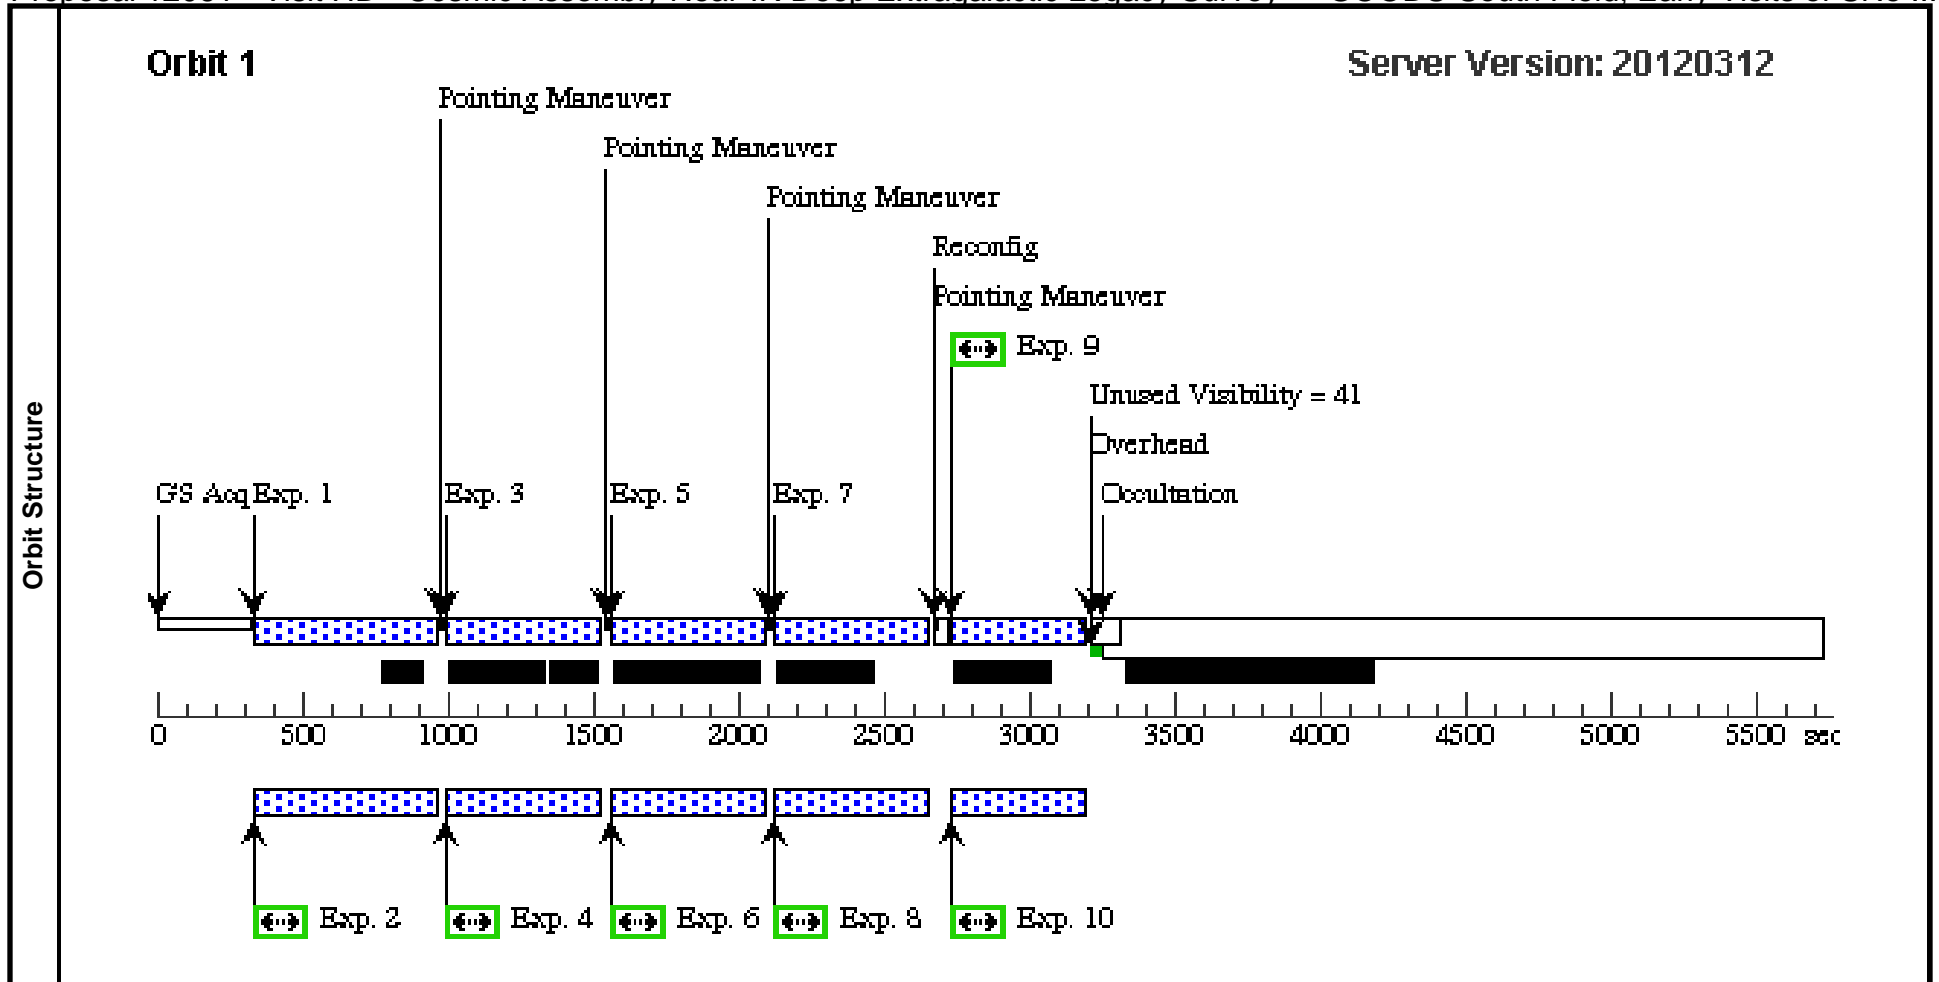 Orbit 1
Server Version: 20120312
Pointing Maneuver
Pointing Maneuver
Pointing Maneuver
Reconfig
Pointing Maneuver
Exp. 9
Unused Visibility = 41
Overhead
GS Acq Exp. 1 Exp. 3 Exp. 5 Exp. 7 Occultation
Orbit Structure
0 500 1000 1500 2000 2500 3000 3500 4000 4500 5000 5500 sec
Exp. 2 Exp. 4 Exp. 6 Exp. 8 Exp. 10